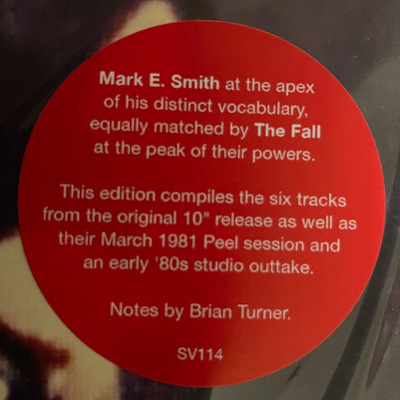 Mark E. Smith at the apex
of his distinct vocabulary,
equally matched by The Fall
at the peak of their powers.
This edition compiles the six tracks
from the original 10" release as well as
their March 1981 Peel session and
an early '80s studio outtake.
Notes by Brian Turner.
SV114